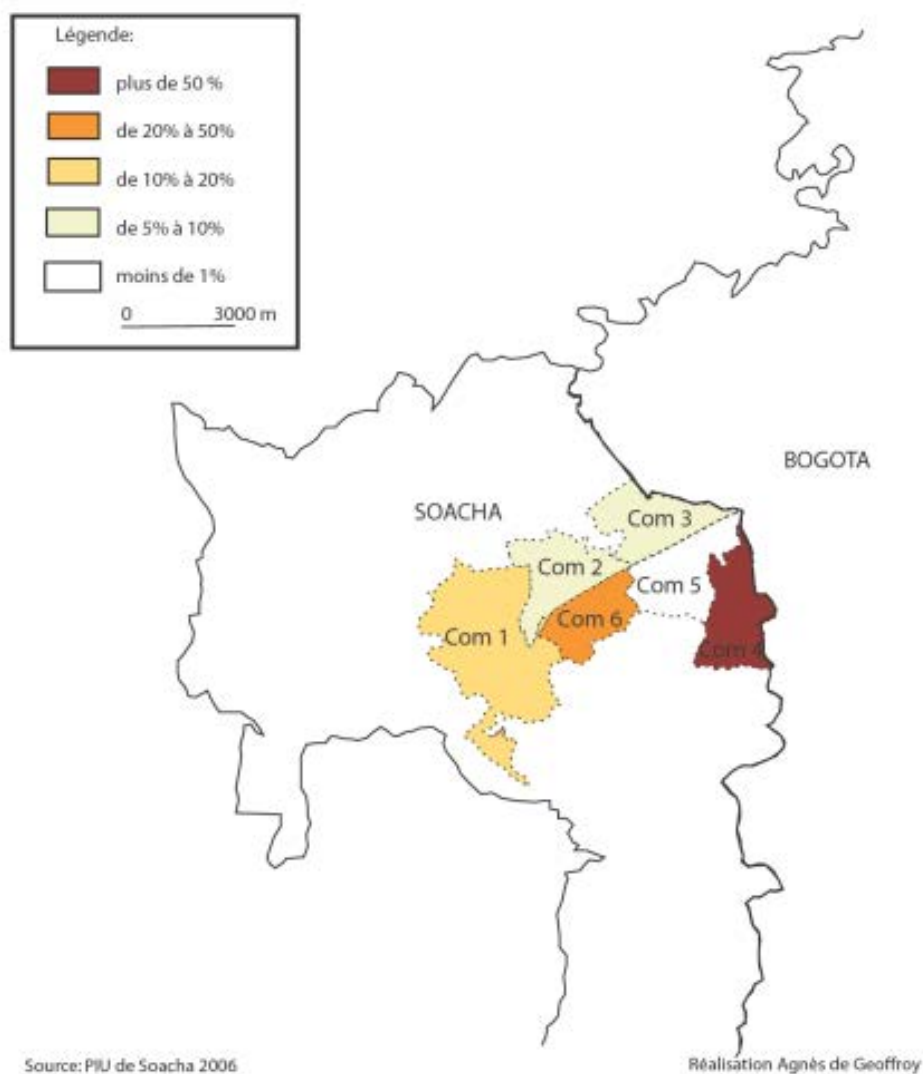 Légende:
plus de 50 %
de 20% à 50%
de 10% à 20%
de 5% à 10%
moins de 1%
0 3000 m
BOGOTA
SOACHA
Com 3
Com 2
Com 5
Com 6
Com 1
Com 4
Source: PIU de Soacha 2006
Réalisation Agnès de Geoffroy